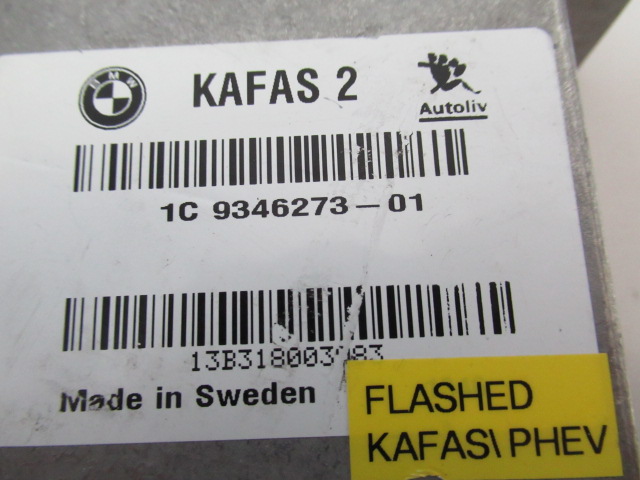 BMW
KAFAS 2
Autoliv
1C 9346273-01
Made in Sweden
FLASHED
KAFAS\ PHEV